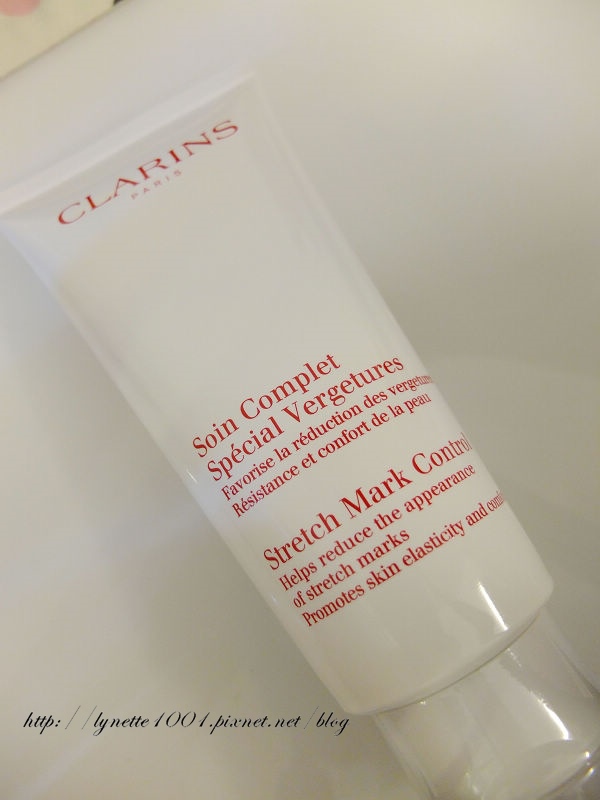 CLARINS
PARIS
Soin Complet
Spécial Vergetures
Favorise la réduction des
Résistance et confort de la peau
Stretch Mark Control
Helps reduce the appearance
of stretch marks
Promotes skin elasticity and
http://lynette1001.pixnet.net/blog